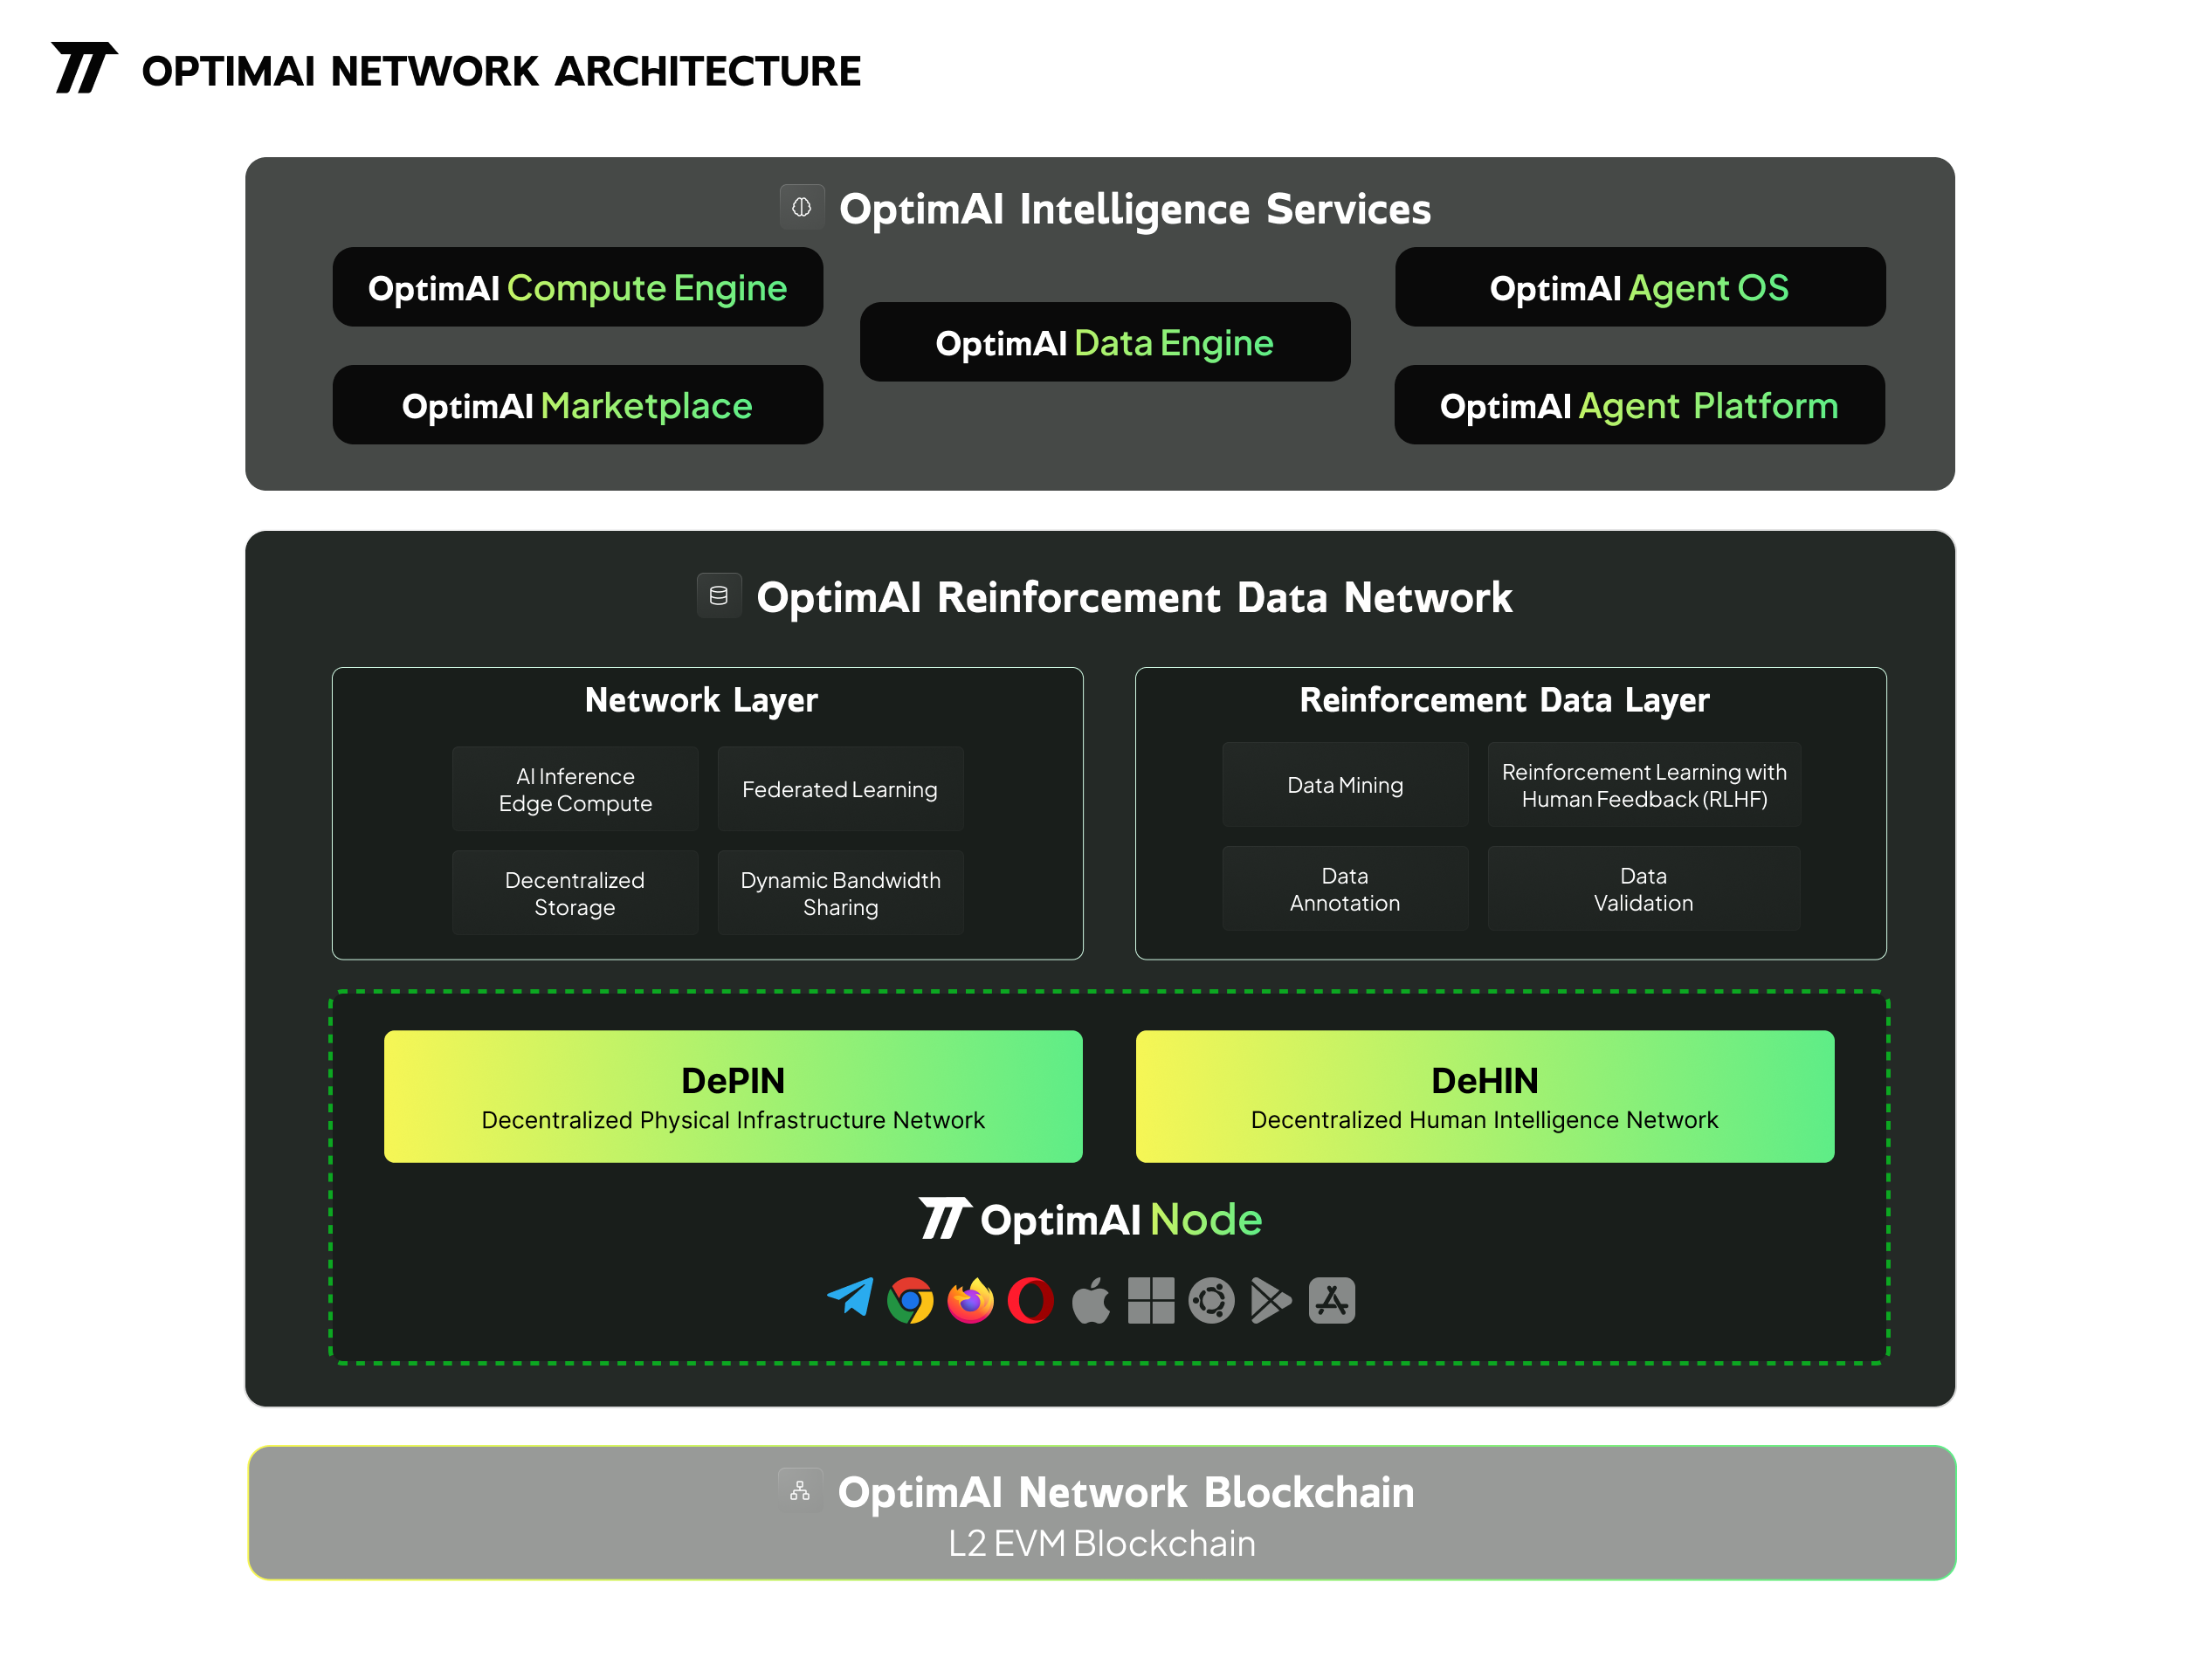 OPTIMAI NETWORK ARCHITECTURE
OptimAI Intelligence Services
OptimAI Compute Engine
OptimAI Marketplace
OptimAI Data Engine
OptimAI Agent OS
OptimAI Agent Platform
OptimAI Reinforcement Data Network
Network Layer
AI Inference
Edge Compute
Federated Learning
Decentralized
Storage
Dynamic Bandwidth
Sharing
Reinforcement Data Layer
Data Mining
Reinforcement Learning with
Human Feedback (RLHF)
Data
Annotation
Data
Validation
DePIN
Decentralized Physical Infrastructure Network
DeHIN
Decentralized Human Intelligence Network
OptimAI Node
OptimAI Network Blockchain
L2 EVM Blockchain